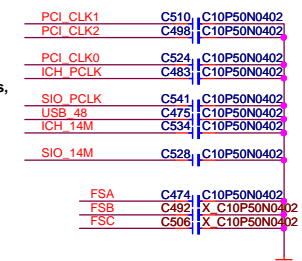 PCI_CLK1 C510 C10P50N0402
PCI_CLK2 C498 C10P50N0402
PCI_CLK0 C524 C10P50N0402
ICH_PCLK C483 C10P50N0402
s,
SIO_PCLK C541 C10P50N0402
USB_48 C475 C10P50N0402
ICH_14M C534 C10P50N0402
SIO_14M C528 C10P50N0402
FSA C474 C10P50N0402
FSB C492 X_C10P50N0402
FSC C506 X_C10P50N0402